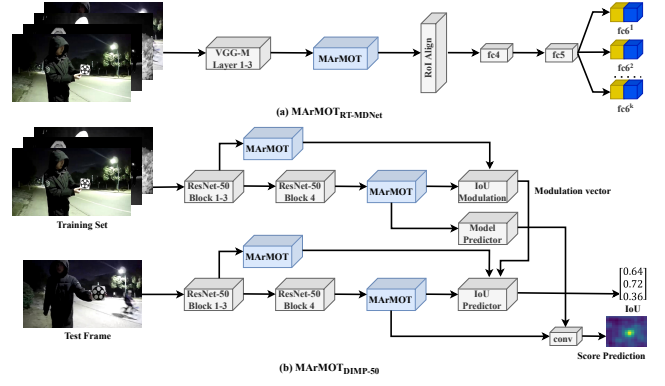 VGG-M
Layer 1-3
MArMOT
RoI Align
fc4
fc5
fc6¹
fc6²
.....
fc6ᵏ
(a) MArMOT_RT-MDNet
MArMOT
ResNet-50
Block 1-3
ResNet-50
Block 4
MArMOT
IoU
Modulation
Modulation vector
Training Set
Model
Predictor
MArMOT
ResNet-50
Block 1-3
ResNet-50
Block 4
MArMOT
IoU
Predictor
0.64
0.72
0.36
IoU
Test Frame
conv
Score Prediction
(b) MArMOT_DIMP-50